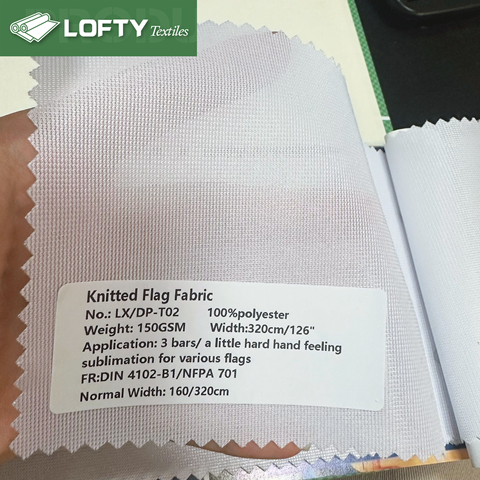 LOFTY Textiles
Knitted Flag Fabric
No.: LX/DP-T02 100%polyester
Weight: 150GSM Width:320cm/126"
Application: 3 bars/ a little hard hand feeling
sublimation for various flags
FR:DIN 4102-B1/NFPA 701
Normal Width: 160/320cm